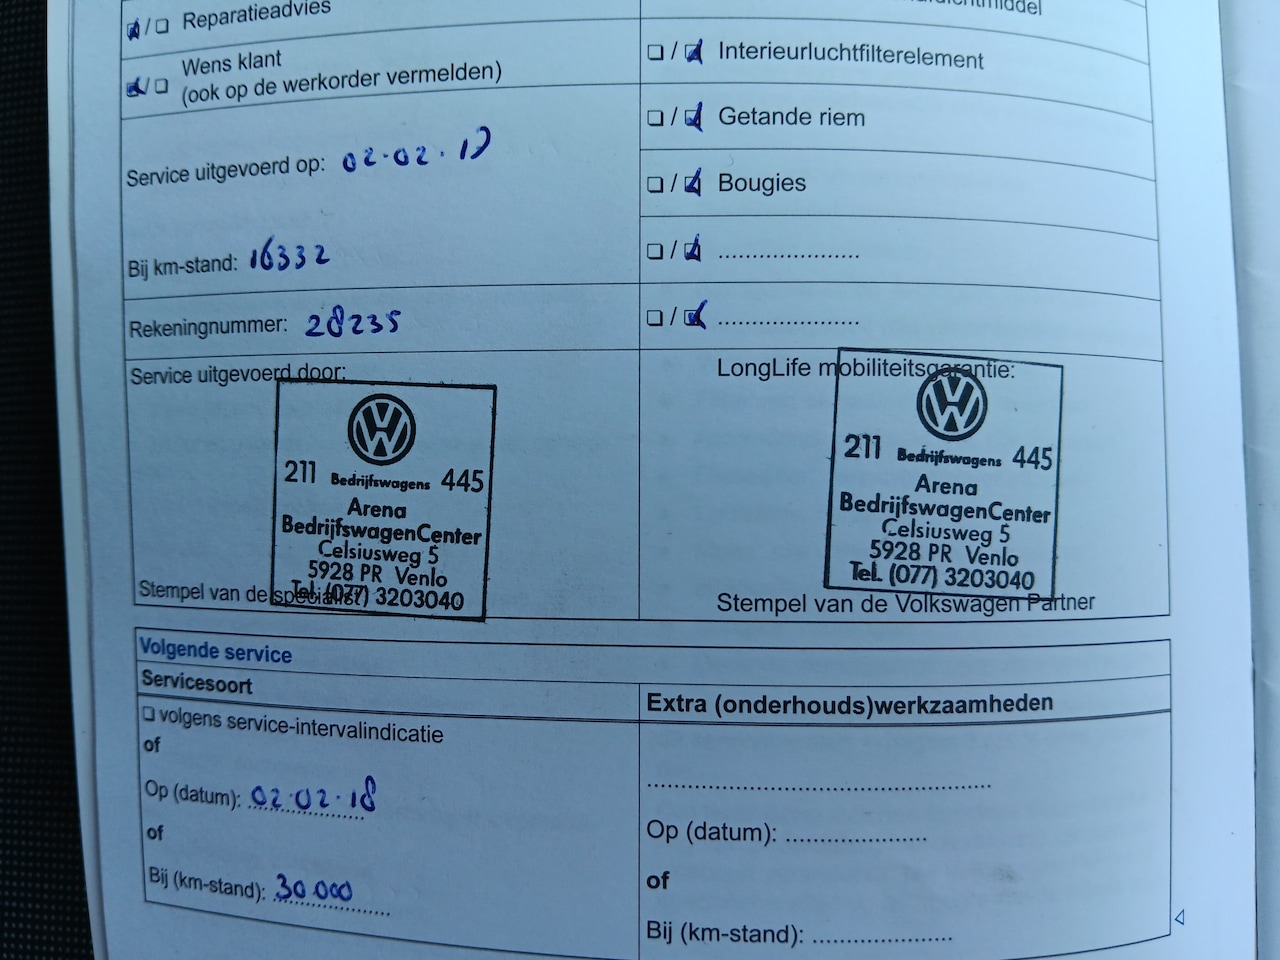 Reparatieadvies
Wens klant
(ook op de werkorder vermelden)
Service uitgevoerd op: 02-02-17
Bij km-stand: 16332
Rekeningnummer: 28235
Interieurluchtfilterelement
Getande riem
Bougies
Service uitgevoerd door:
211 Bedrijfswagens 445
Arena
BedrijfswagenCenter
Celsiusweg 5
5928 PR Venlo
Tel. (077) 3203040
Stempel van de specialist
LongLife mobiliteitsgarantie:
211 Bedrijfswagens 445
Arena
BedrijfswagenCenter
Celsiusweg 5
5928 PR Venlo
Tel. (077) 3203040
Stempel van de Volkswagen Partner
Volgende service
Servicesoort
volgens service-intervalindicatie
of
Op (datum): 02-02-18
of
Bij (km-stand): 30 000
Extra (onderhouds)werkzaamheden
Op (datum): ....................
of
Bij (km-stand): ....................